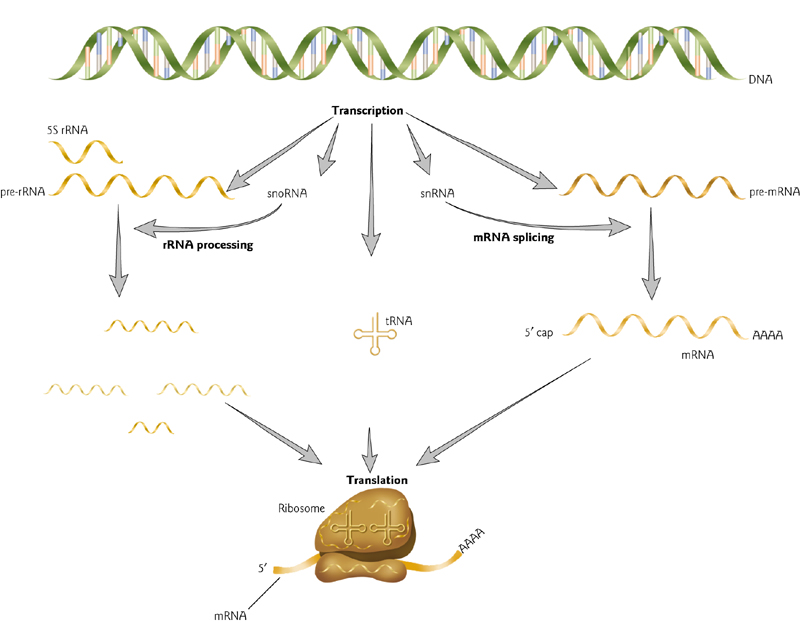 DNA
Transcription
5S rRNA
pre-rRNA
snoRNA
snRNA
pre-mRNA
rRNA processing
mRNA splicing
tRNA
5′ cap
AAAA
mRNA
Translation
Ribosome
AAAA
5′
mRNA